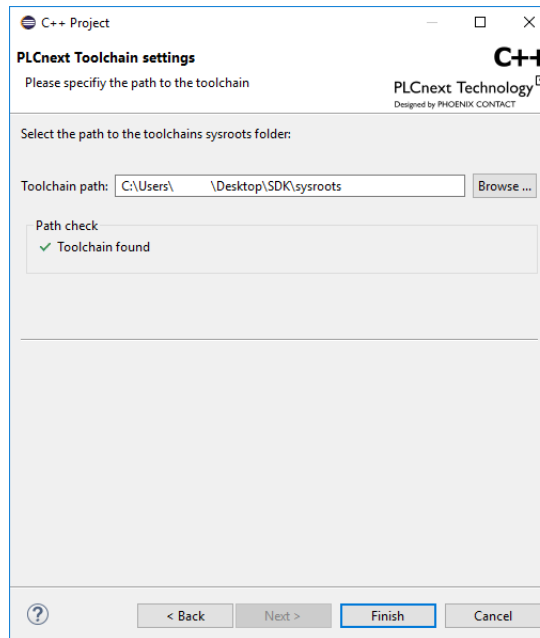 C++ Project
PLCnext Toolchain settings
Please specifiy the path to the toolchain
C++
PLCnext Technology
Designed by PHOENIX CONTACT
Select the path to the toolchains sysroots folder:
Toolchain path: C:\Users\ \Desktop\SDK\sysroots Browse ...
Path check
Toolchain found
? < Back Next > Finish Cancel